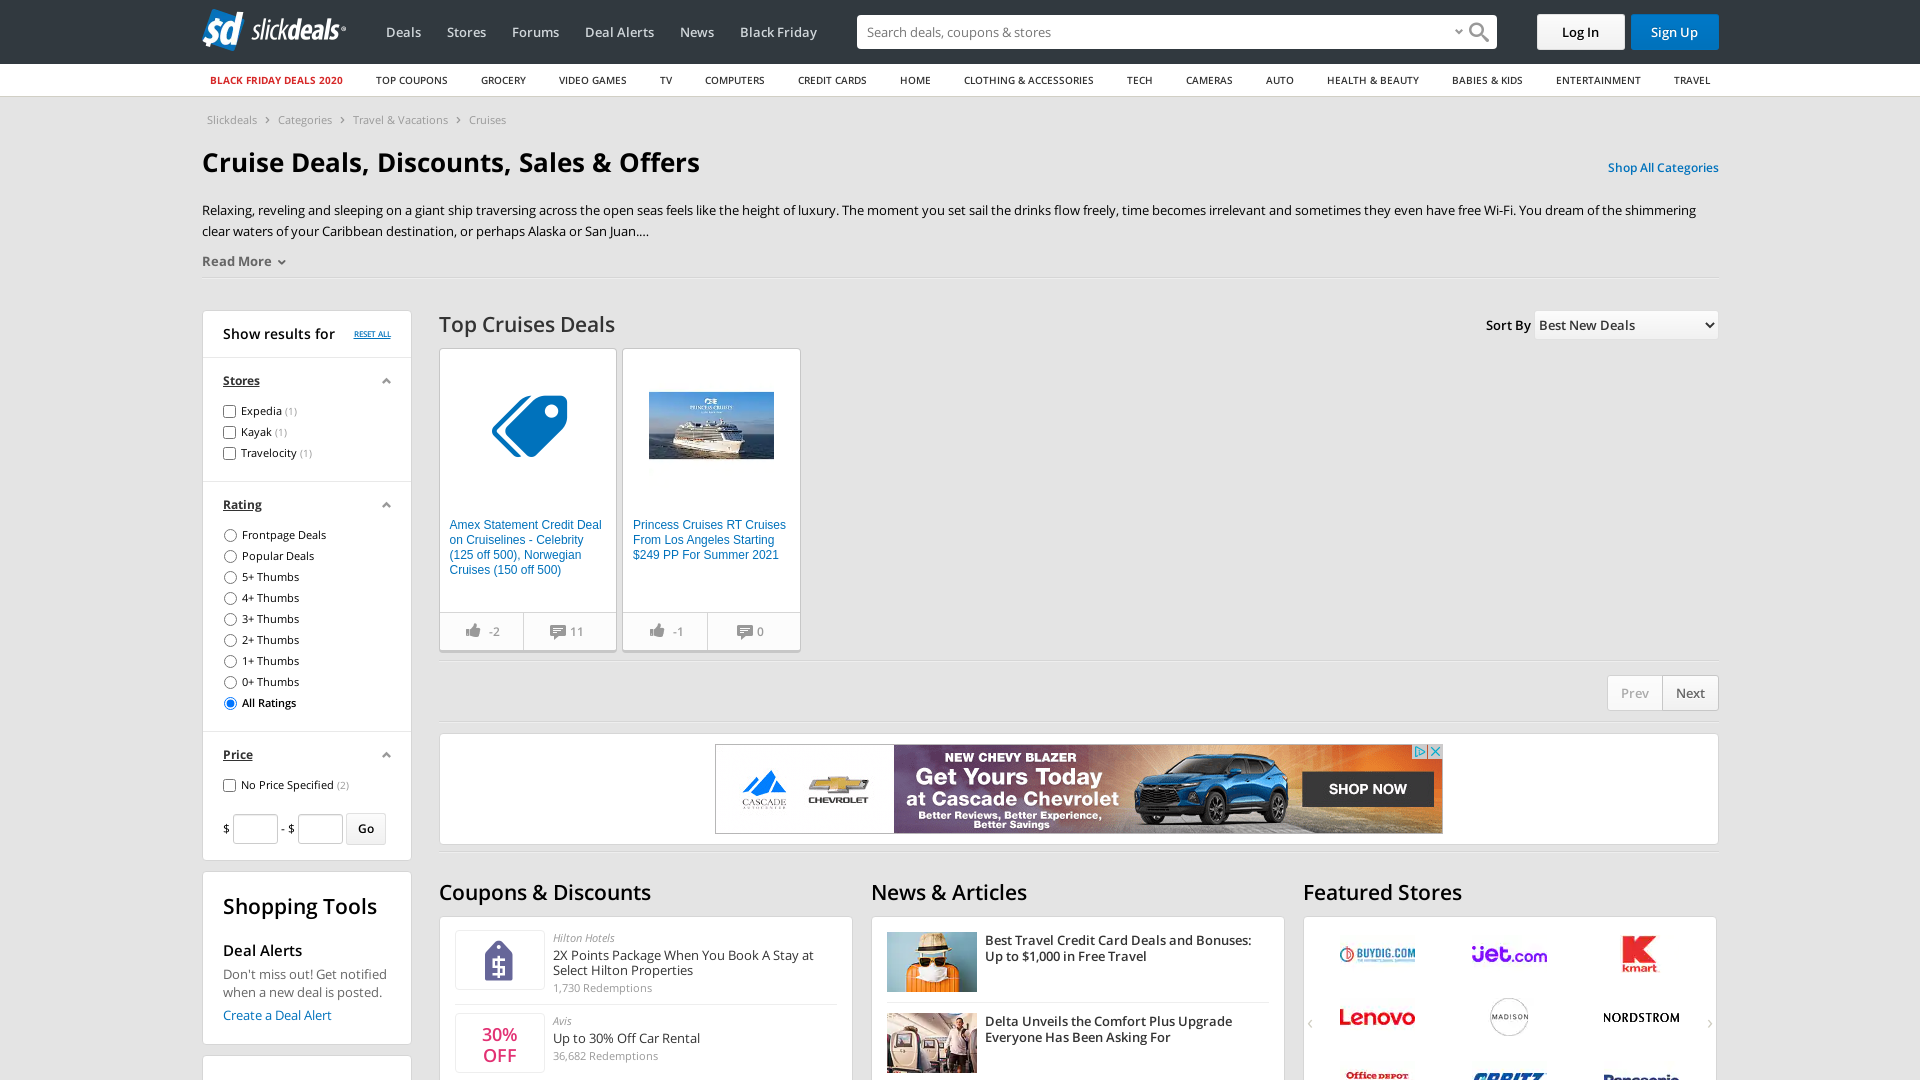 slickdeals
Deals
Stores
Forums
Deal Alerts
News
Black Friday
Search deals, coupons & stores
Log In
Sign Up
BLACK FRIDAY DEALS 2020
TOP COUPONS
GROCERY
VIDEO GAMES
TV
COMPUTERS
CREDIT CARDS
HOME
CLOTHING & ACCESSORIES
TECH
CAMERAS
AUTO
HEALTH & BEAUTY
BABIES & KIDS
ENTERTAINMENT
TRAVEL
Slickdeals > Categories > Travel & Vacations > Cruises
Cruise Deals, Discounts, Sales & Offers
Shop All Categories
Relaxing, reveling and sleeping on a giant ship traversing across the open seas feels like the height of luxury. The moment you set sail the drinks flow freely, time becomes irrelevant and sometimes they even have free Wi-Fi. You dream of the shimmering
clear waters of your Caribbean destination, or perhaps Alaska or San Juan....
Read More
Show results for
RESET ALL
Stores
Expedia (1)
Kayak (1)
Travelocity (1)
Rating
Frontpage Deals
Popular Deals
5+ Thumbs
4+ Thumbs
3+ Thumbs
2+ Thumbs
1+ Thumbs
0+ Thumbs
All Ratings
Price
No Price Specified (2)
$ - $ Go
Shopping Tools
Deal Alerts
Don't miss out! Get notified
when a new deal is posted.
Create a Deal Alert
Top Cruises Deals
Sort By Best New Deals
Amex Statement Credit Deal
on Cruiselines - Celebrity
(125 off 500), Norwegian
Cruises (150 off 500)
-2
11
PRINCESS CRUISES
Princess Cruises RT Cruises
From Los Angeles Starting
$249 PP For Summer 2021
-1
0
Prev
Next
CASCADE
AUTOCENTER
CHEVROLET
NEW CHEVY BLAZER
Get Yours Today
at Cascade Chevrolet
Better Reviews, Better Experience,
Better Savings
SHOP NOW
Coupons & Discounts
Hilton Hotels
2X Points Package When You Book A Stay at
Select Hilton Properties
1,730 Redemptions
30%
OFF
Avis
Up to 30% Off Car Rental
36,682 Redemptions
News & Articles
Best Travel Credit Card Deals and Bonuses:
Up to $1,000 in Free Travel
Delta Unveils the Comfort Plus Upgrade
Everyone Has Been Asking For
Featured Stores
BUYDIG.COM
Jet.com
kmart
Lenovo
MADISON
NORDSTROM
Office DEPOT
ORBITZ
Panasonic